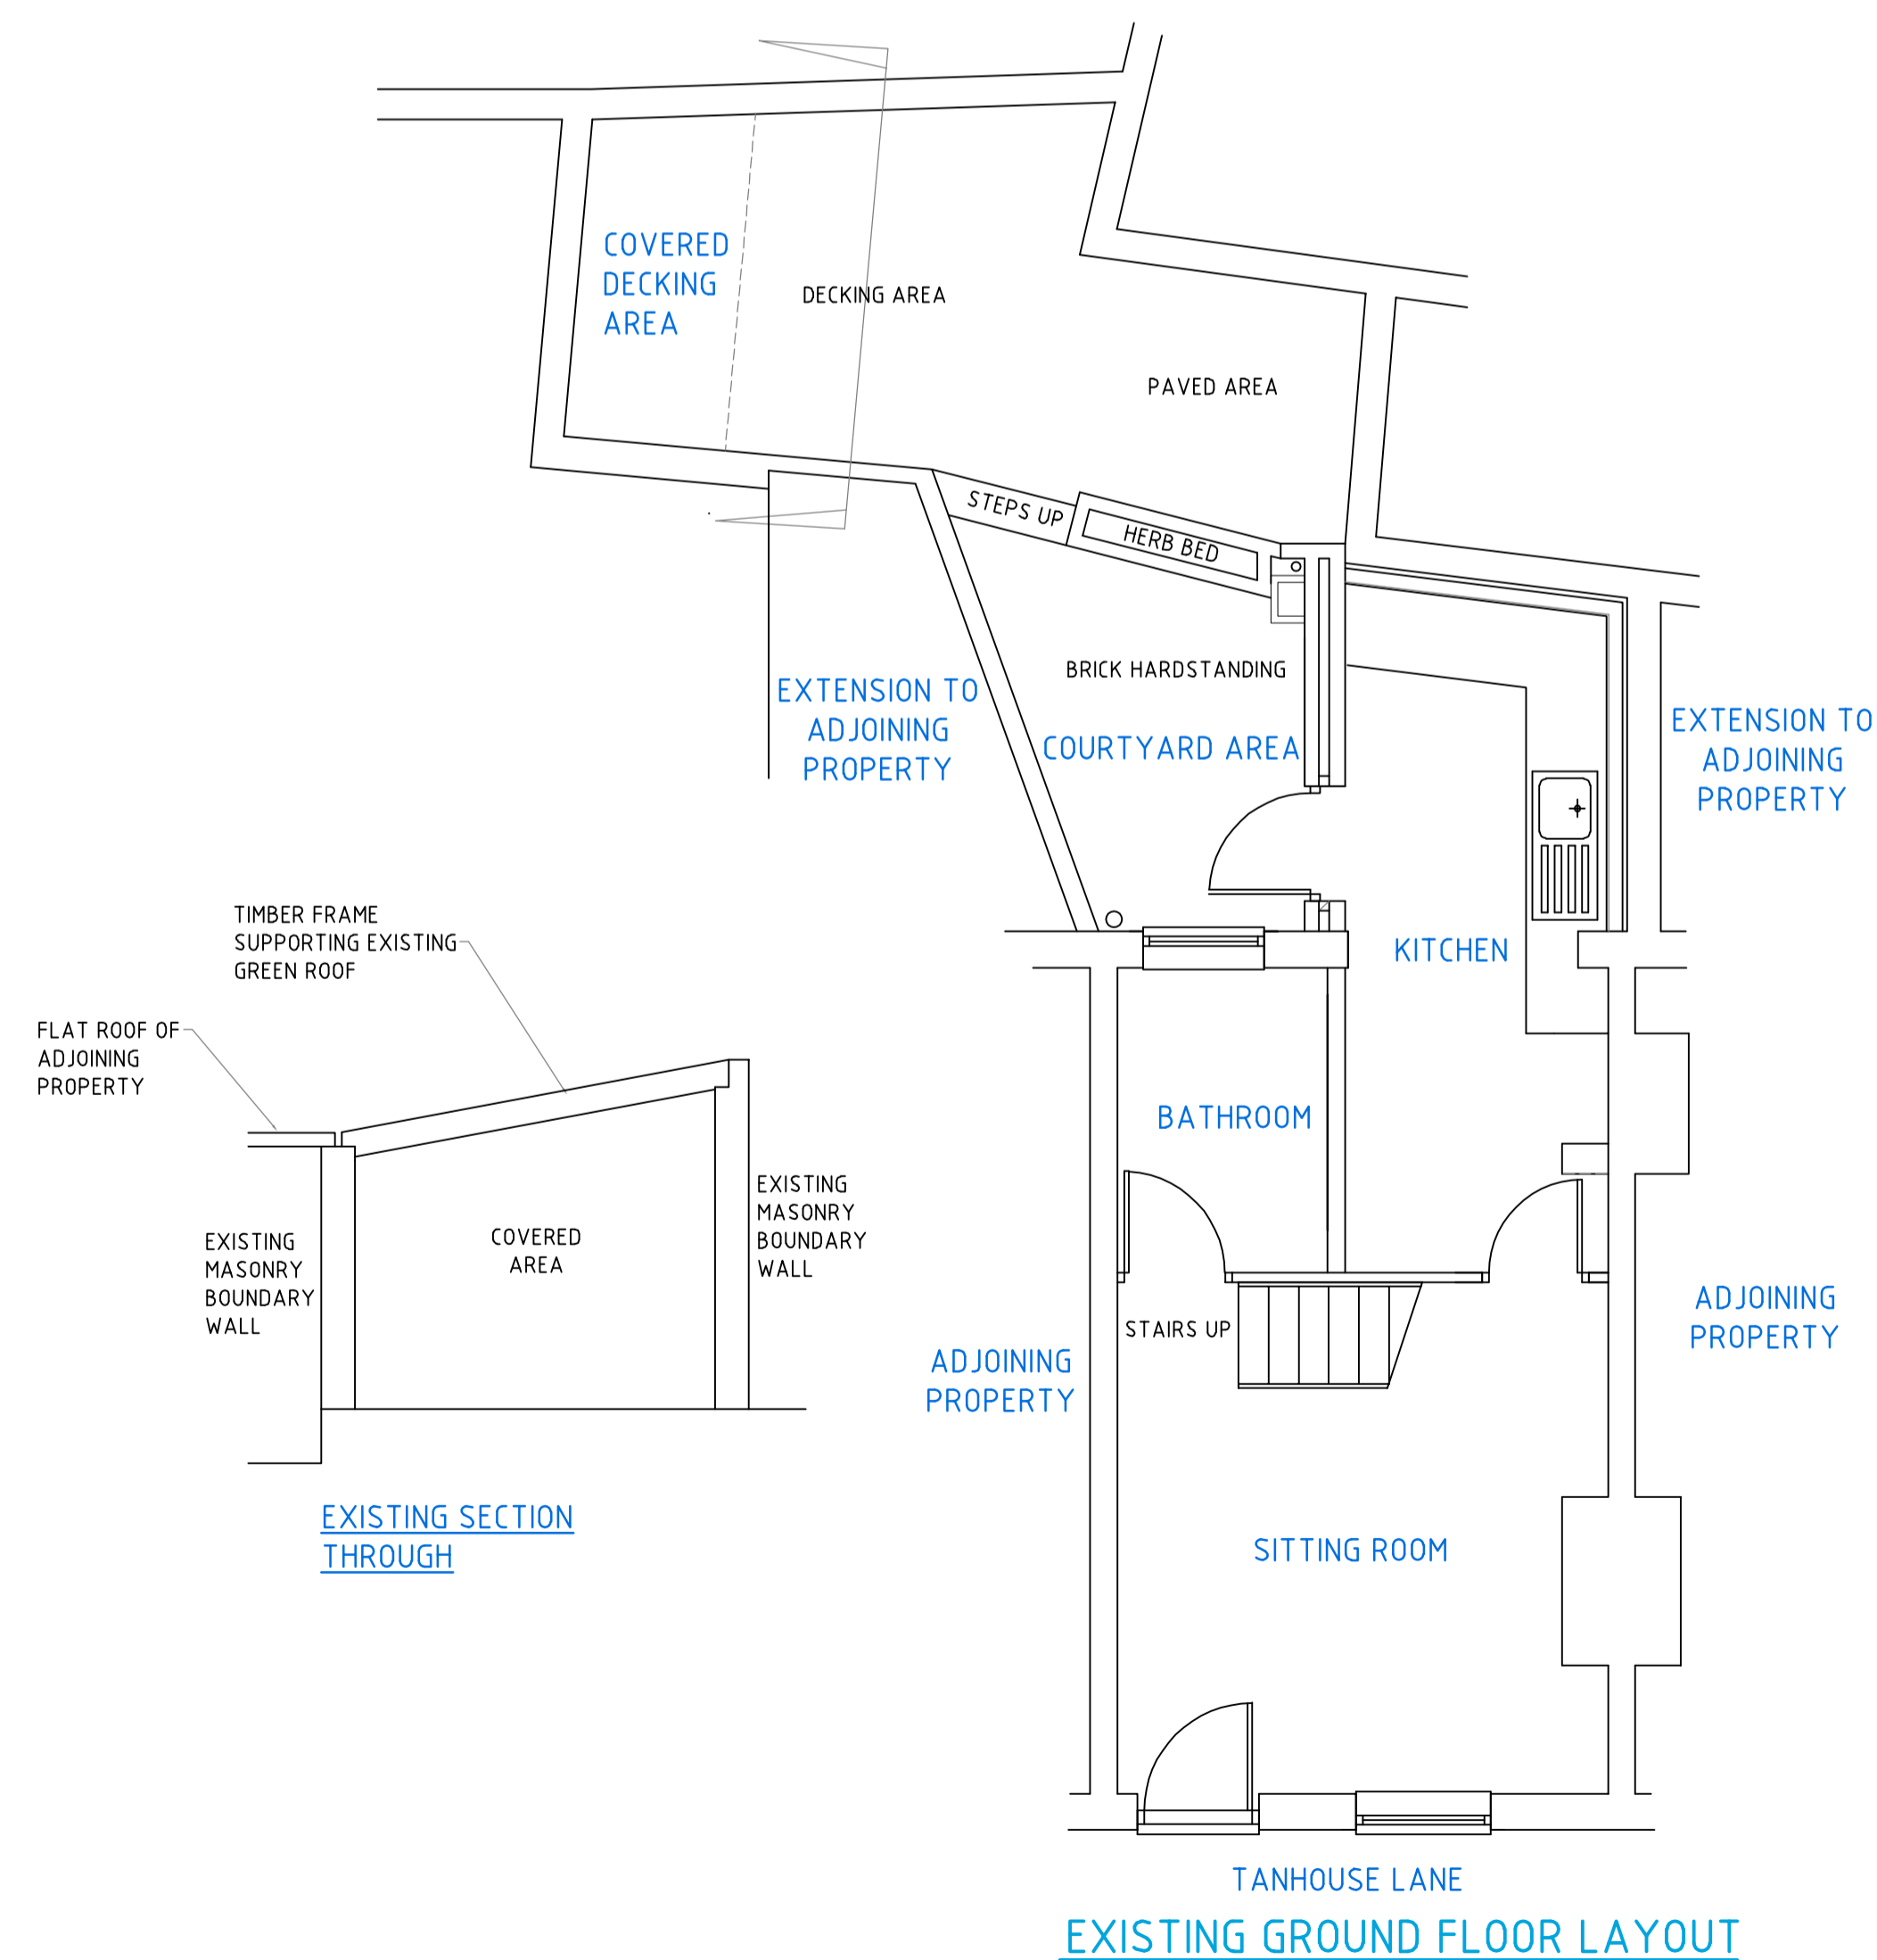 COVERED
DECKING
AREA
DECKING AREA
PAVED AREA
STEPS UP
HERB BED
BRICK HARDSTANDING
EXTENSION TO
ADJOINING
PROPERTY
COURTYARD AREA
EXTENSION TO
ADJOINING
PROPERTY
KITCHEN
TIMBER FRAME
SUPPORTING EXISTING
GREEN ROOF
FLAT ROOF OF
ADJOINING
PROPERTY
EXISTING
MASONRY
BOUNDARY
WALL
COVERED
AREA
EXISTING
MASONRY
BOUNDARY
WALL
EXISTING SECTION
THROUGH
BATHROOM
STAIRS UP
ADJOINING
PROPERTY
ADJOINING
PROPERTY
SITTING ROOM
TANHOUSE LANE
EXISTING GROUND FLOOR LAYOUT